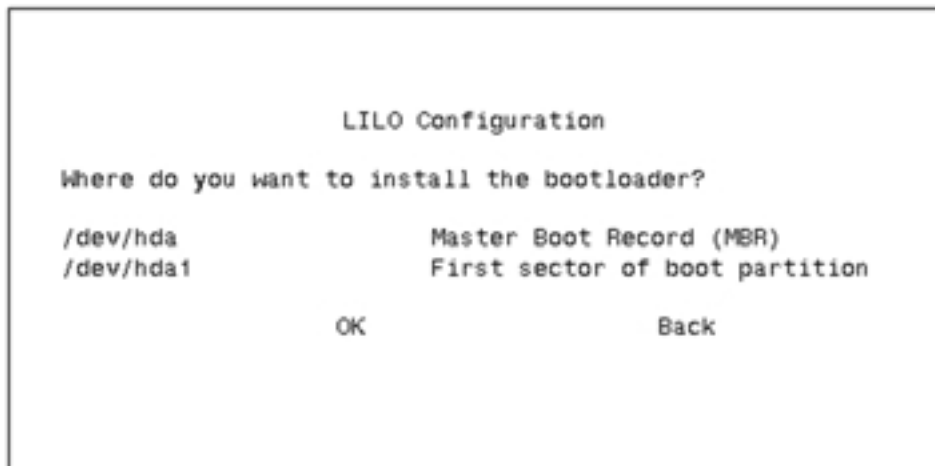 LILO Configuration
Where do you want to install the bootloader?
/dev/hda Master Boot Record (MBR)
/dev/hda1 First sector of boot partition
OK Back